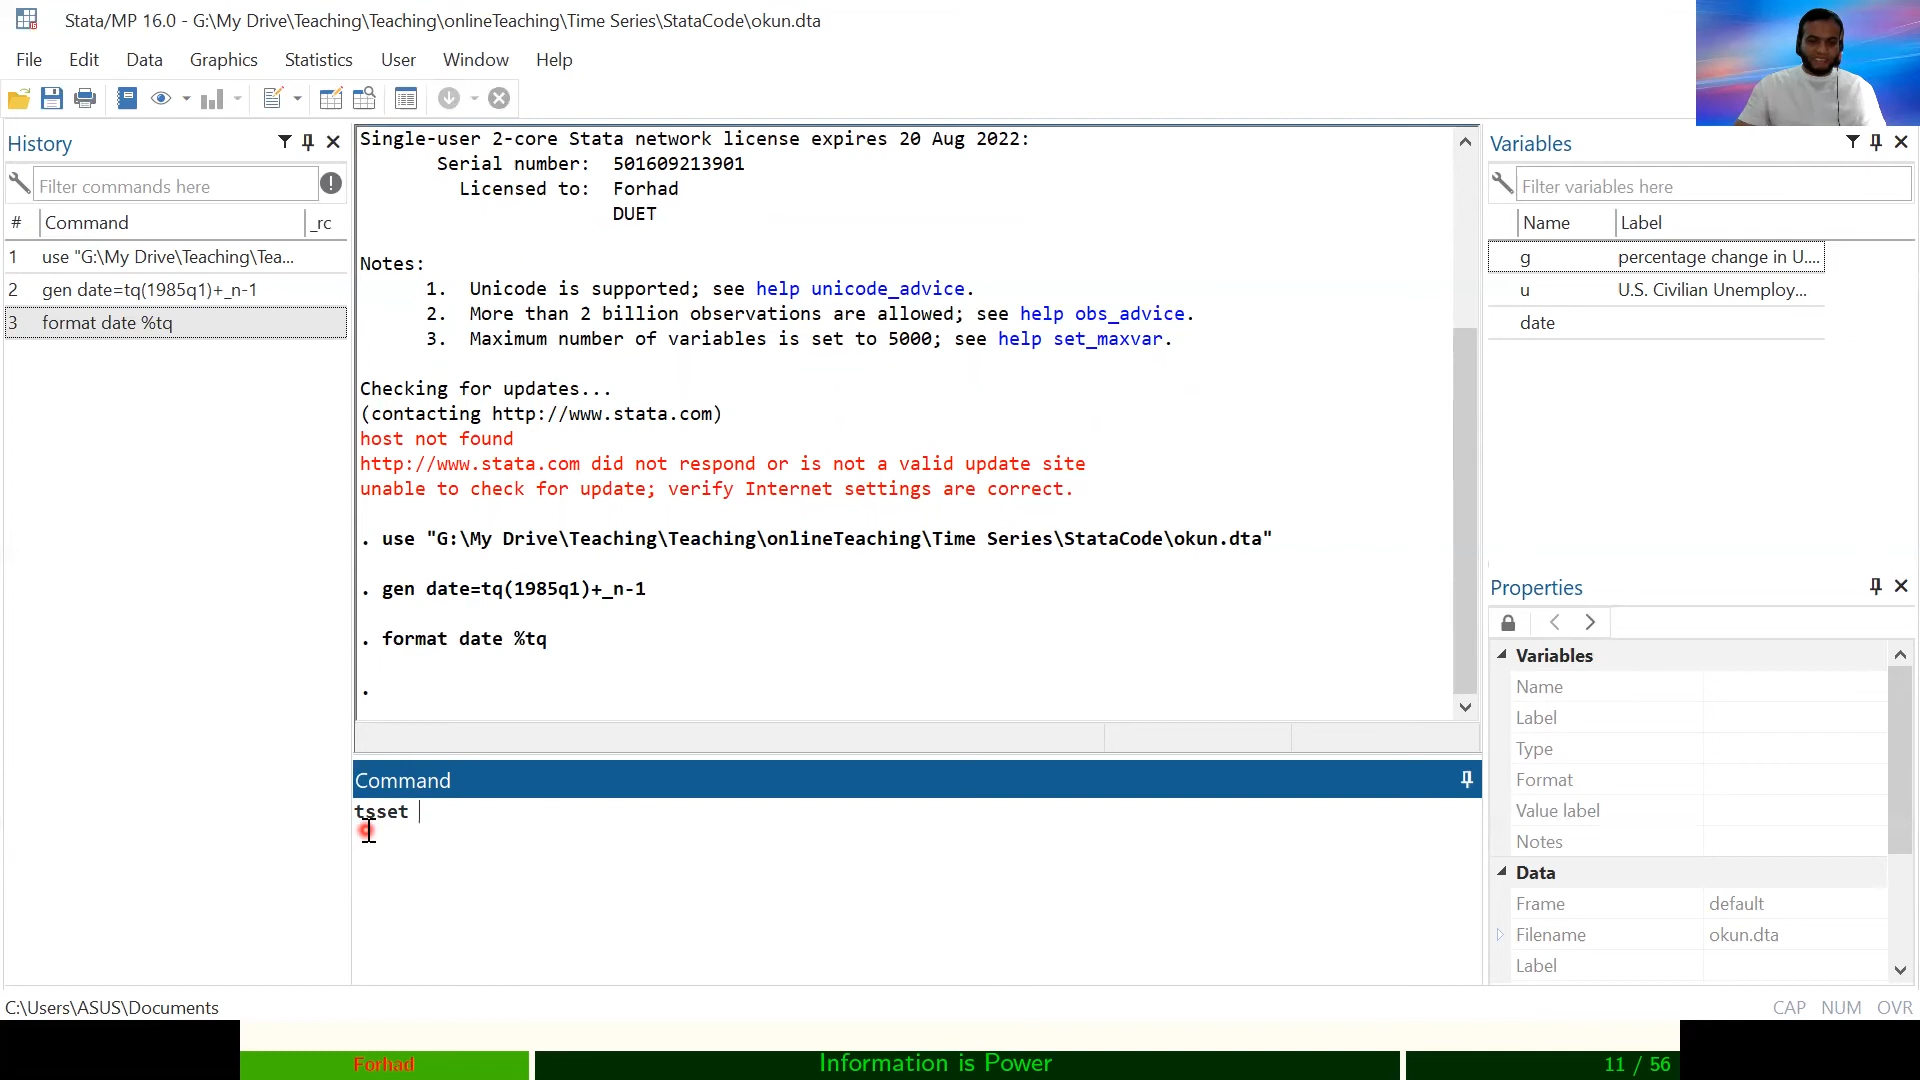 Stata/MP 16.0 - G:\My Drive\Teaching\Teaching\onlineTeaching\Time Series\StataCode\okun.dta
File Edit Data Graphics Statistics User Window Help
History
Filter commands here
# Command _rc
1 use "G:\My Drive\Teaching\Tea...
2 gen date=tq(1985q1)+_n-1
3 format date %tq
Single-user 2-core Stata network license expires 20 Aug 2022:
Serial number: 501609213901
Licensed to: Forhad
DUET
Notes:
1. Unicode is supported; see help unicode_advice.
2. More than 2 billion observations are allowed; see help obs_advice.
3. Maximum number of variables is set to 5000; see help set_maxvar.
Checking for updates...
(contacting http://www.stata.com)
host not found
http://www.stata.com did not respond or is not a valid update site
unable to check for update; verify Internet settings are correct.
. use "G:\My Drive\Teaching\Teaching\onlineTeaching\Time Series\StataCode\okun.dta"
. gen date=tq(1985q1)+_n-1
. format date %tq
.
Command
tsset
Variables
Filter variables here
Name Label
g percentage change in U....
u U.S. Civilian Unemploy...
date
Properties
Variables
Name
Label
Type
Format
Value label
Notes
Data
Frame default
Filename okun.dta
Label
C:\Users\ASUS\Documents
CAP NUM OVR
Forhad
Information is Power
11 / 56